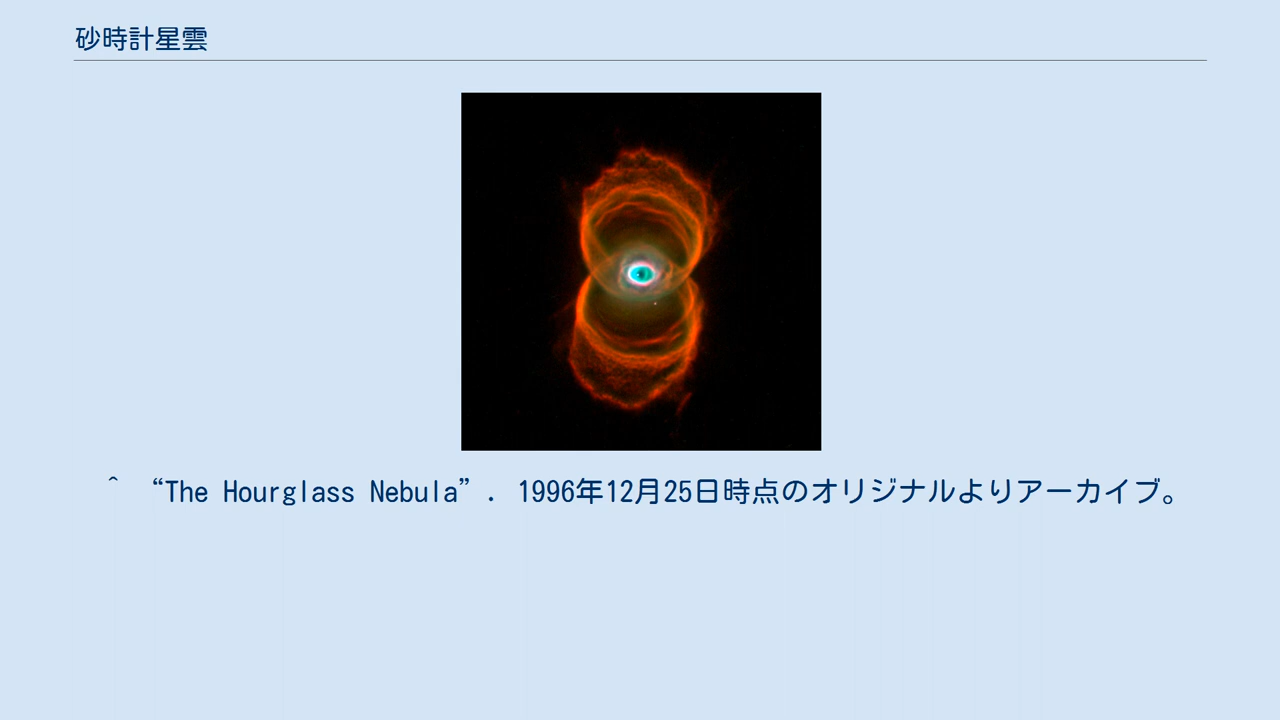 砂時計星雲
^ “The Hourglass Nebula”. 1996年12月25日時点のオリジナルよりアーカイブ。